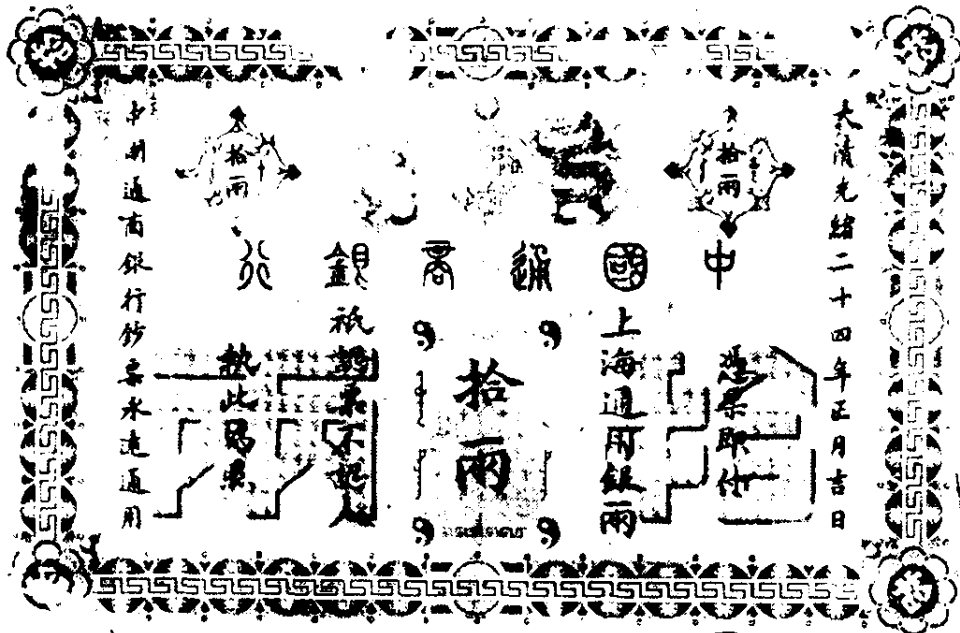 大清光緒二十四年正月吉日
拾兩
拾兩
中國通商銀行
憑票即付
上海通用銀兩
拾兩
祇認票不認人
執此為據
中朝通商銀行鈔票永遠通用